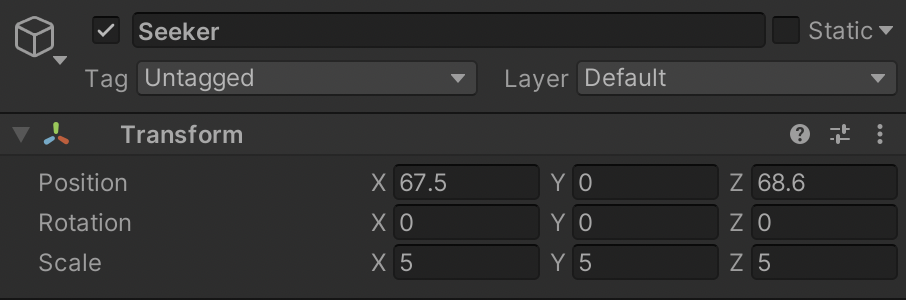 Seeker Static
Tag Untagged Layer Default
Transform
Position X 67.5 Y 0 Z 68.6
Rotation X 0 Y 0 Z 0
Scale X 5 Y 5 Z 5